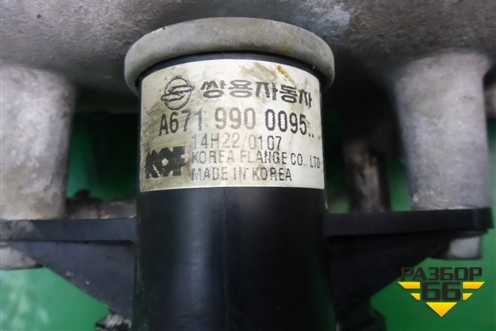 쌍용자동차
A671 990 0095..
14H22/0107
KOF KOREA FLANGE CO., LTD
MADE IN KOREA
РАЗБОР
66